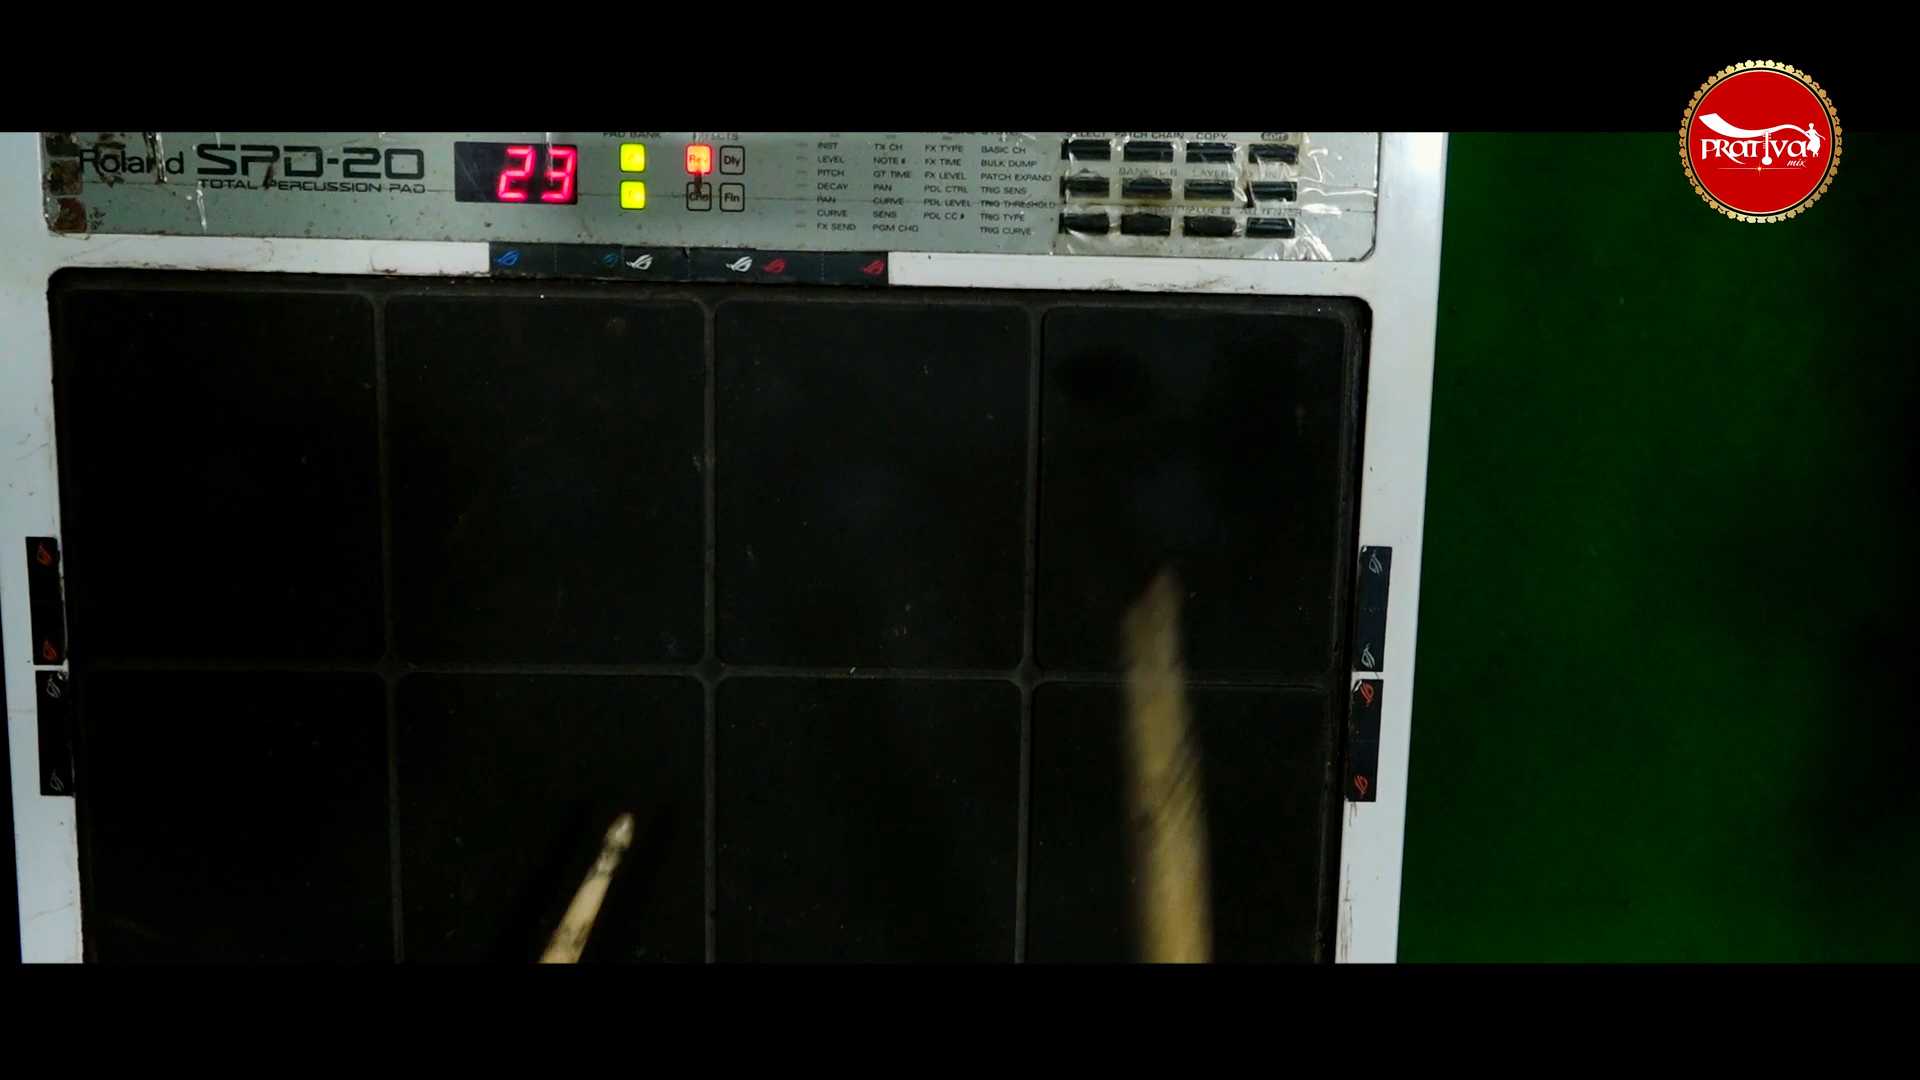 Roland SPD-20
TOTAL PERCUSSION PAD
23
PAD BANK
EFFECTS
Rev Dly
Cho Fln
INST TX CH FX TYPE BASIC CH
LEVEL NOTE # FX TIME BULK DUMP
PITCH GT TIME FX LEVEL PATCH EXPAND
DECAY PAN PDL CTRL TRIG SENS
PAN CURVE PDL LEVEL TRIG THRESHOLD
CURVE SENS PDL CC # TRIG TYPE
FX SEND PGM CHG TRIG CURVE
PATCH CHAIN COPY EDIT
LAYER
PRATIVA
mix